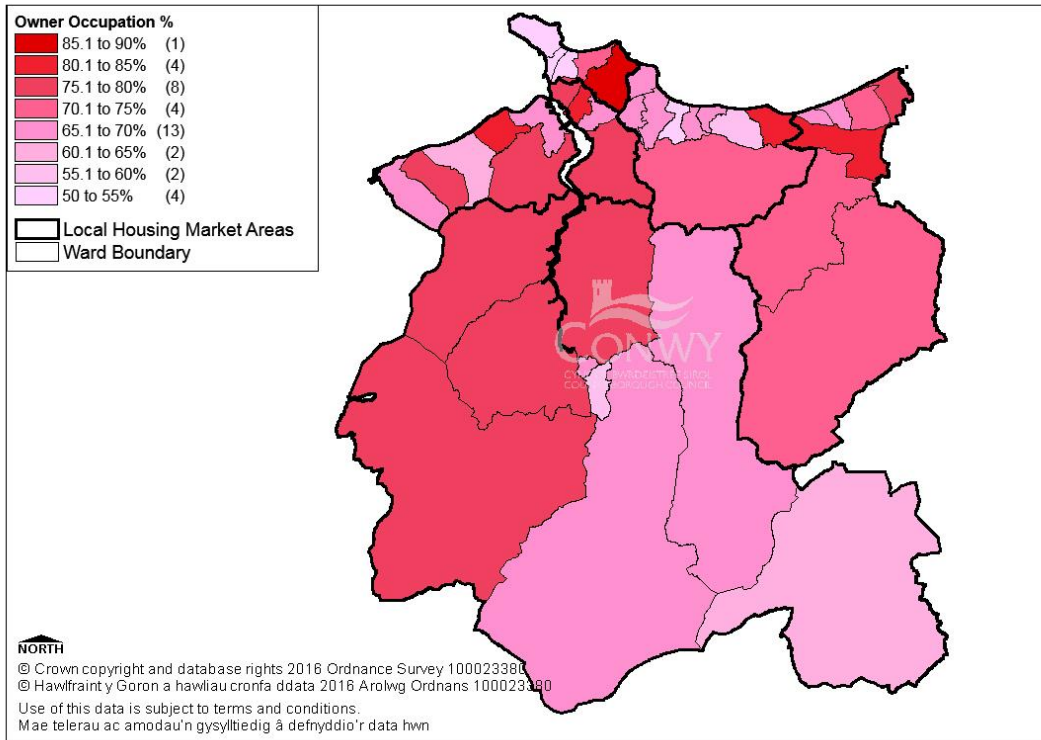 Owner Occupation %
85.1 to 90% (1)
80.1 to 85% (4)
75.1 to 80% (8)
70.1 to 75% (4)
65.1 to 70% (13)
60.1 to 65% (2)
55.1 to 60% (2)
50 to 55% (4)
Local Housing Market Areas
Ward Boundary
CONWY
COUNTY BOROUGH COUNCIL
NORTH
© Crown copyright and database rights 2016 Ordnance Survey 100023380
© Hawlfraint y Goron a hawliau cronfa ddata 2016 Arolwg Ordnans 100023380
Use of this data is subject to terms and conditions.
Mae telerau ac amodau'n gysylltiedig â defnyddio'r data hwn